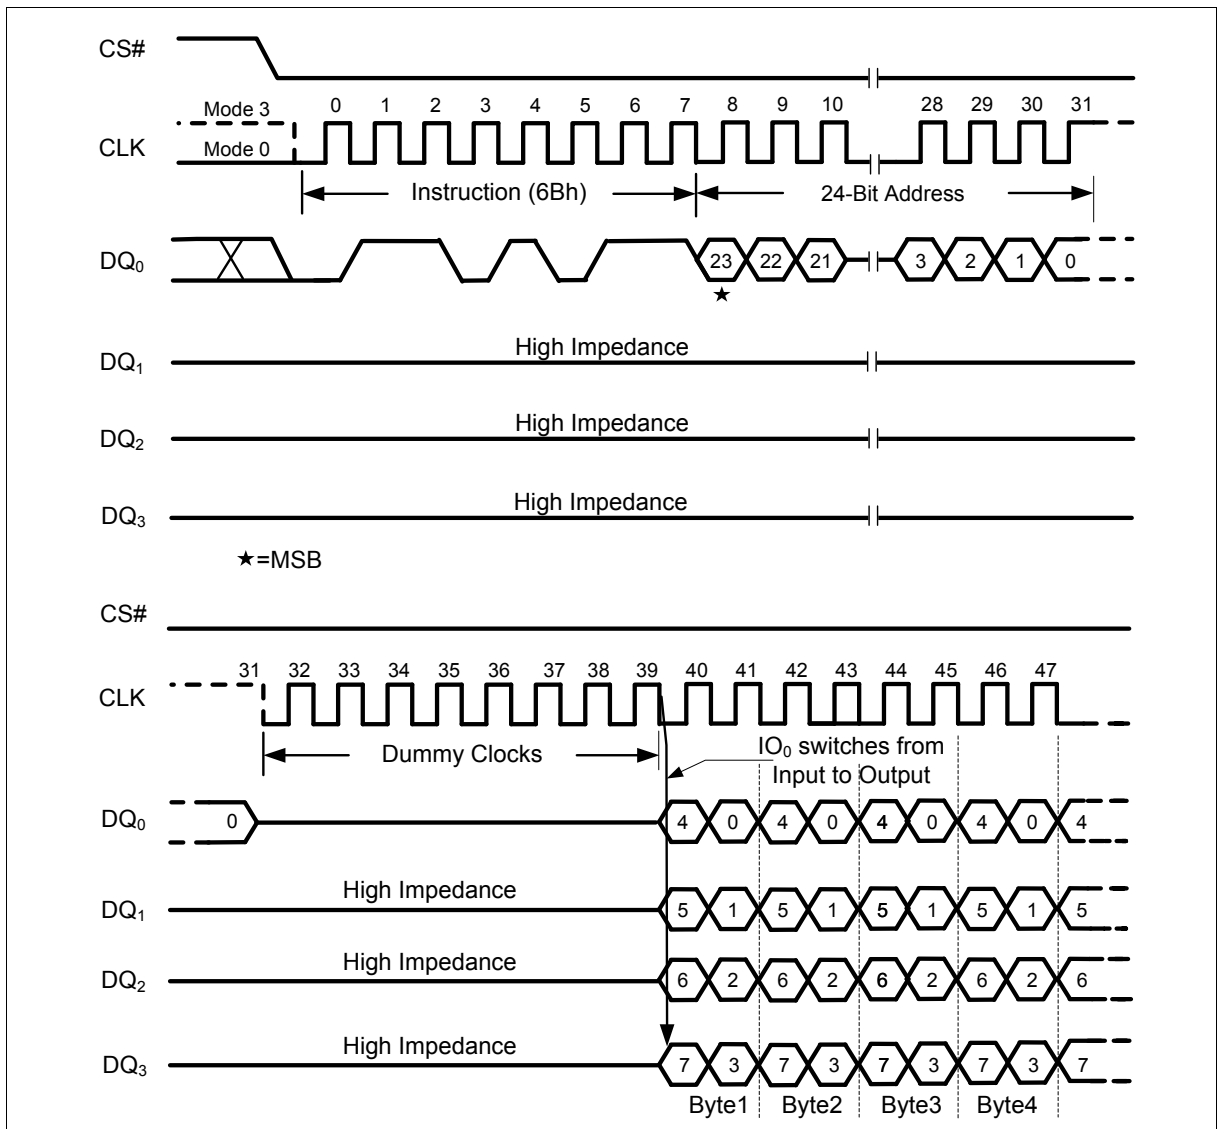 CS#
Mode 3 0 1 2 3 4 5 6 7 8 9 10 28 29 30 31
CLK Mode 0
Instruction (6Bh) 24-Bit Address
DQ0 23 22 21 3 2 1 0
★
High Impedance
DQ1
High Impedance
DQ2
High Impedance
DQ3
★=MSB
CS#
31 32 33 34 35 36 37 38 39 40 41 42 43 44 45 46 47
CLK
Dummy Clocks
IO0 switches from
Input to Output
DQ0 0 4 0 4 0 4 0 4 0 4
High Impedance
DQ1 5 1 5 1 5 1 5 1 5
High Impedance
DQ2 6 2 6 2 6 2 6 2 6
High Impedance
DQ3 7 3 7 3 7 3 7 3 7
Byte1 Byte2 Byte3 Byte4